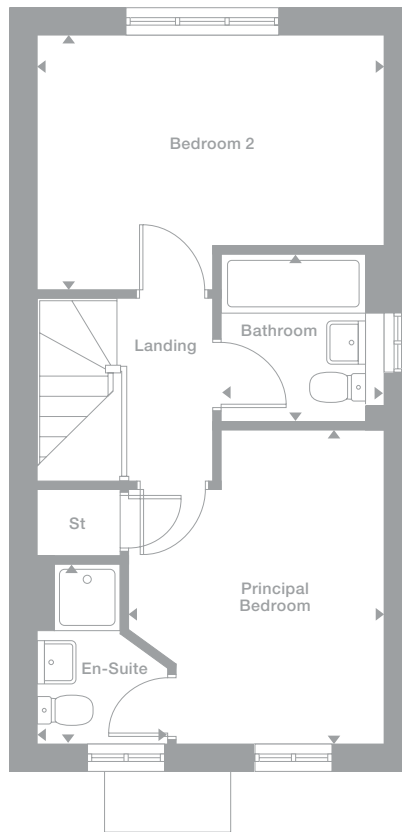 Bedroom 2
Landing
Bathroom
St
Principal
Bedroom
En-Suite